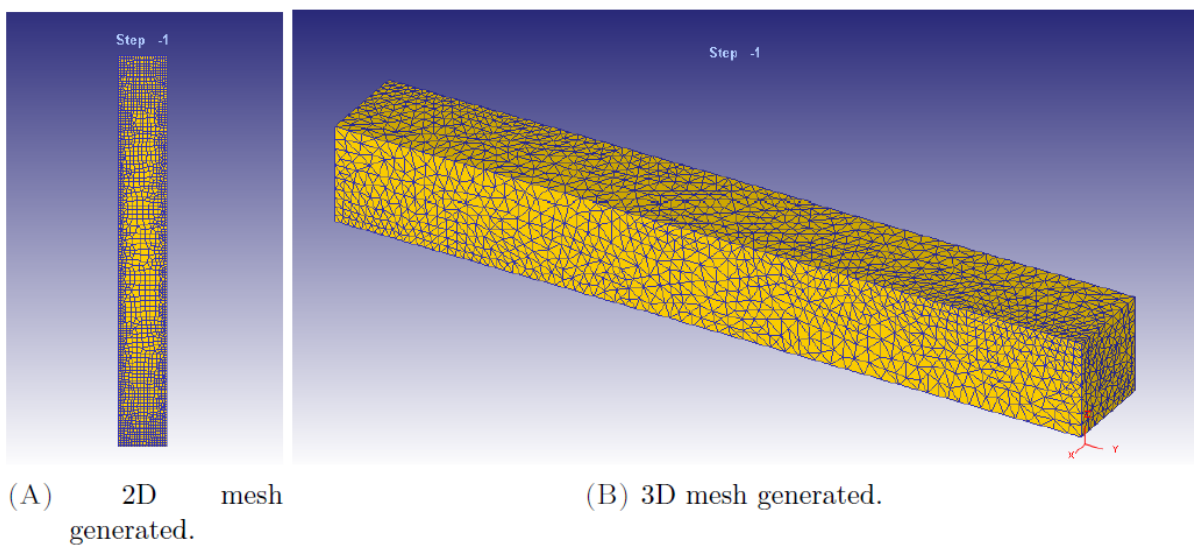 Step -1
Step -1
X
Y
(A) 2D mesh
generated.
(B) 3D mesh generated.